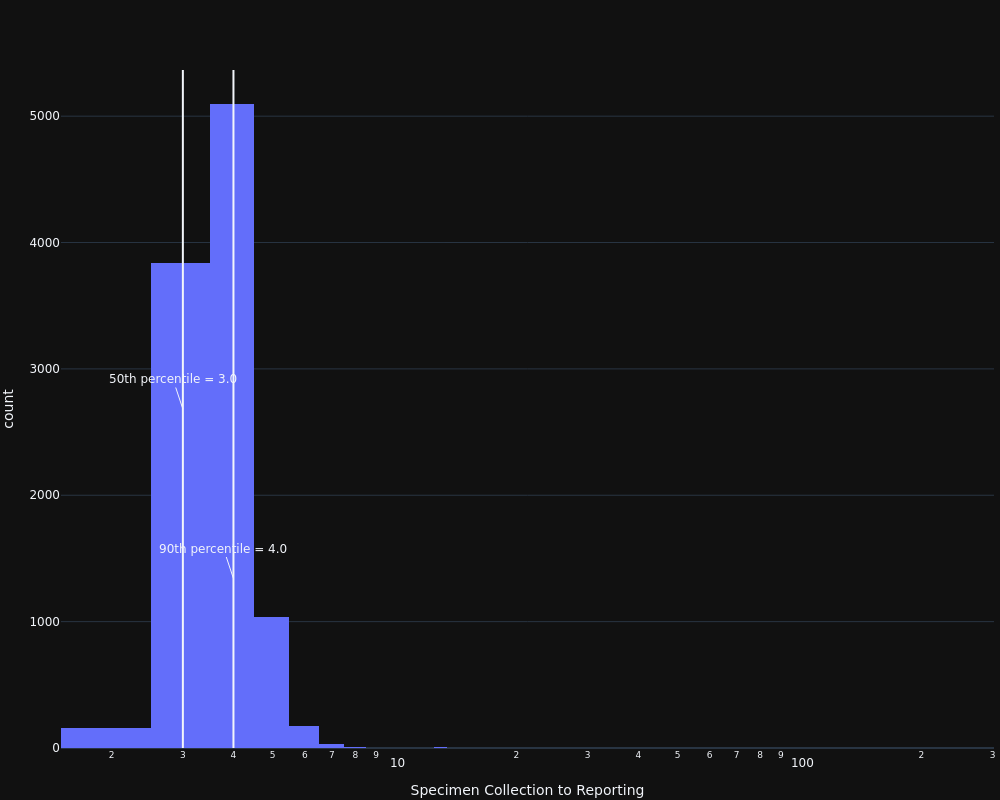 5000
4000
3000
2000
1000
0
count
50th percentile = 3.0
90th percentile = 4.0
2 3 4 5 6 7 8 9 10 2 3 4 5 6 7 8 9 100 2 3
Specimen Collection to Reporting